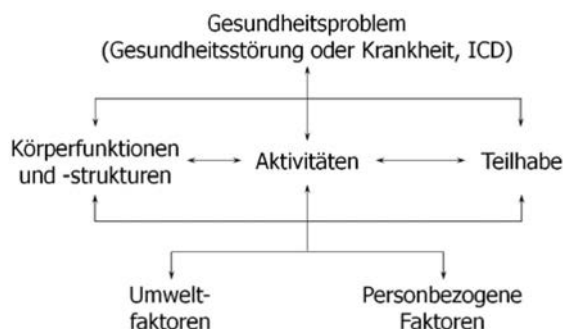 Gesundheitsproblem
(Gesundheitsstörung oder Krankheit, ICD)
Körperfunktionen
und -strukturen
Aktivitäten
Teilhabe
Umwelt-
faktoren
Personbezogene
Faktoren